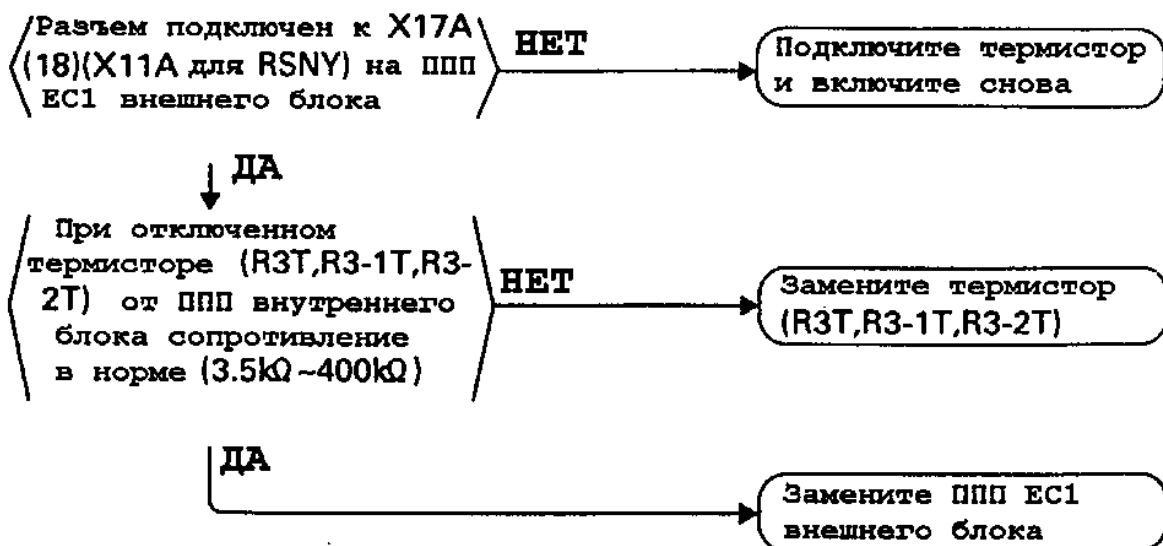 Разъем подключен к X17A
(18)(X11A для RSNY) на ППП
EC1 внешнего блока
НЕТ
Подключите термистор
и включите снова
ДА
При отключенном
термисторе (R3T,R3-1T,R3-
2T) от ППП внутреннего
блока сопротивление
в норме (3.5kΩ~400kΩ)
НЕТ
Замените термистор
(R3T,R3-1T,R3-2T)
ДА
Замените ППП EC1
внешнего блока